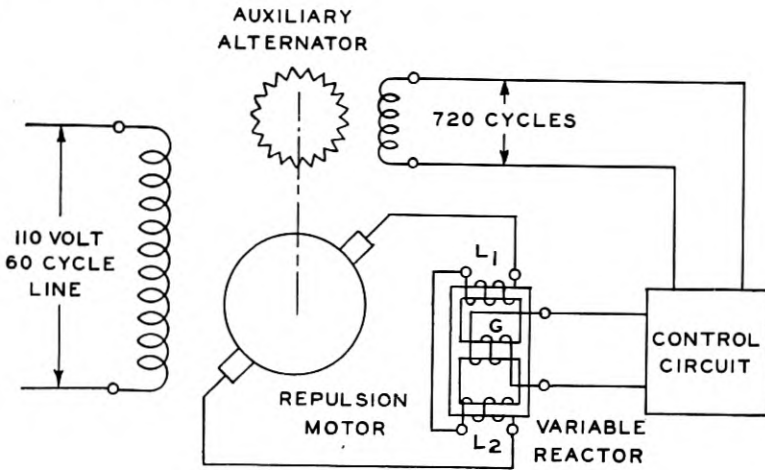 AUXILIARY
ALTERNATOR
720 CYCLES
110 VOLT
60 CYCLE
LINE
L1
G
CONTROL
CIRCUIT
REPULSION
MOTOR
L2
VARIABLE
REACTOR